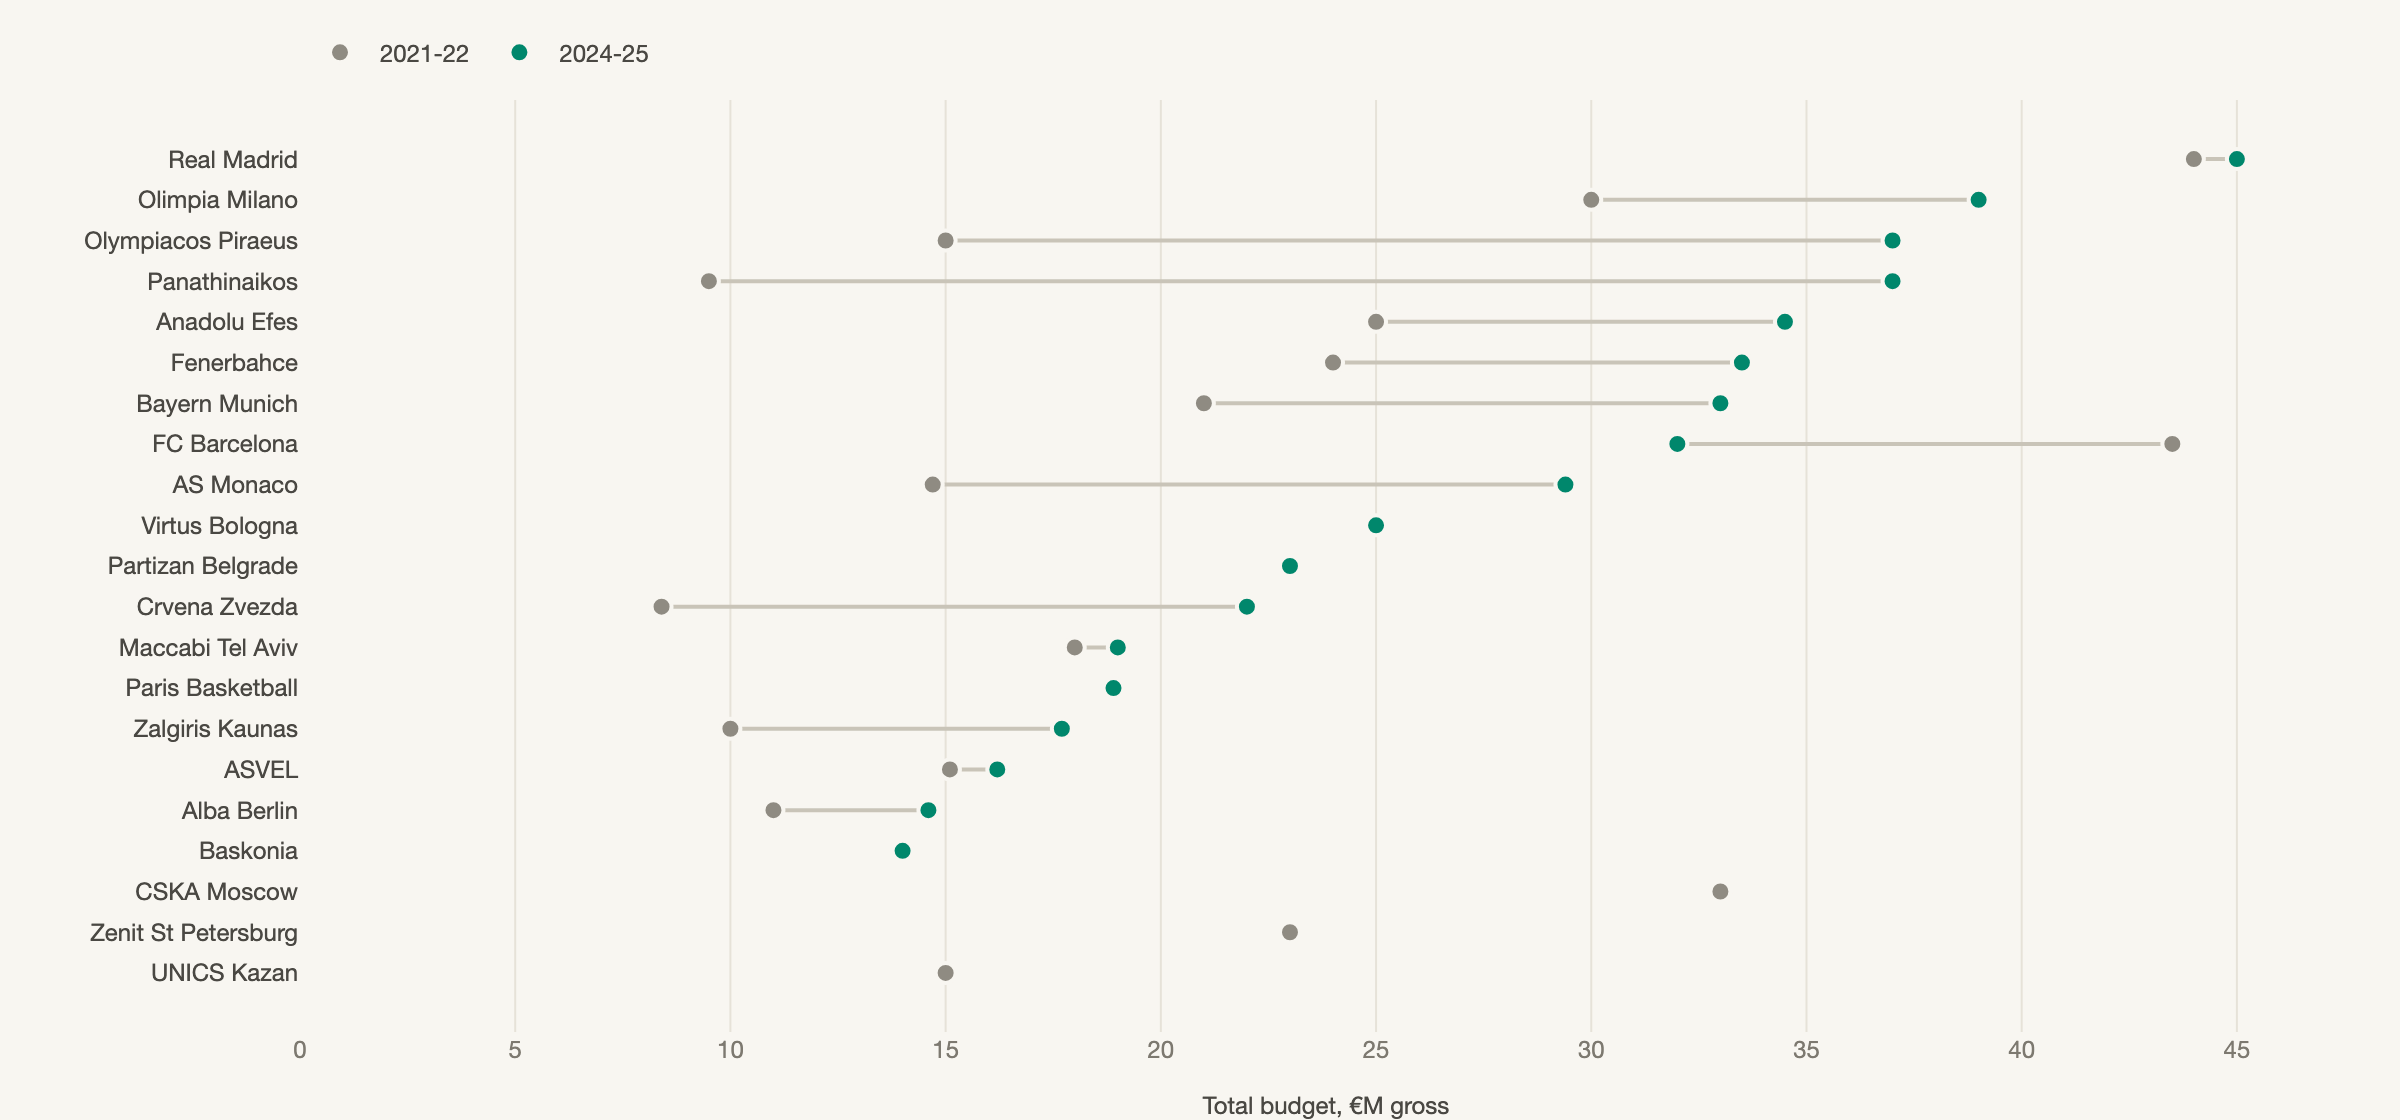 2021-22 2024-25
Real Madrid
Olimpia Milano
Olympiacos Piraeus
Panathinaikos
Anadolu Efes
Fenerbahce
Bayern Munich
FC Barcelona
AS Monaco
Virtus Bologna
Partizan Belgrade
Crvena Zvezda
Maccabi Tel Aviv
Paris Basketball
Zalgiris Kaunas
ASVEL
Alba Berlin
Baskonia
CSKA Moscow
Zenit St Petersburg
UNICS Kazan
0 5 10 15 20 25 30 35 40 45
Total budget, €M gross